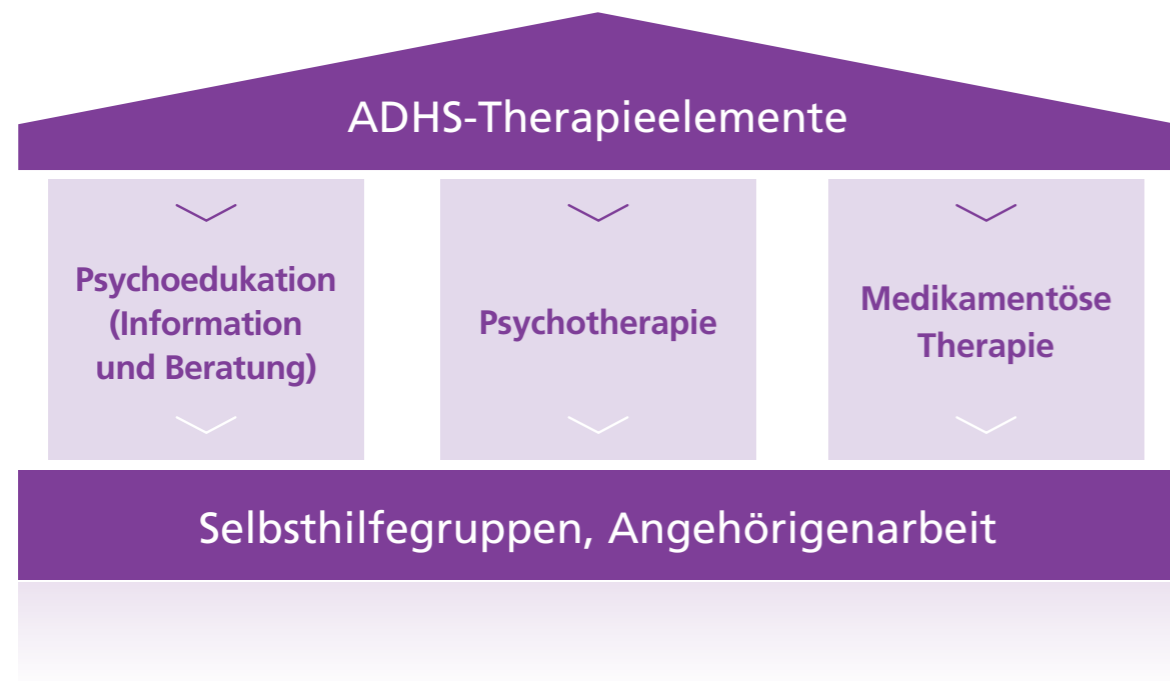 ADHS-Therapieelemente
Psychoedukation
(Information
und Beratung)
Psychotherapie
Medikamentöse
Therapie
Selbsthilfegruppen, Angehörigenarbeit